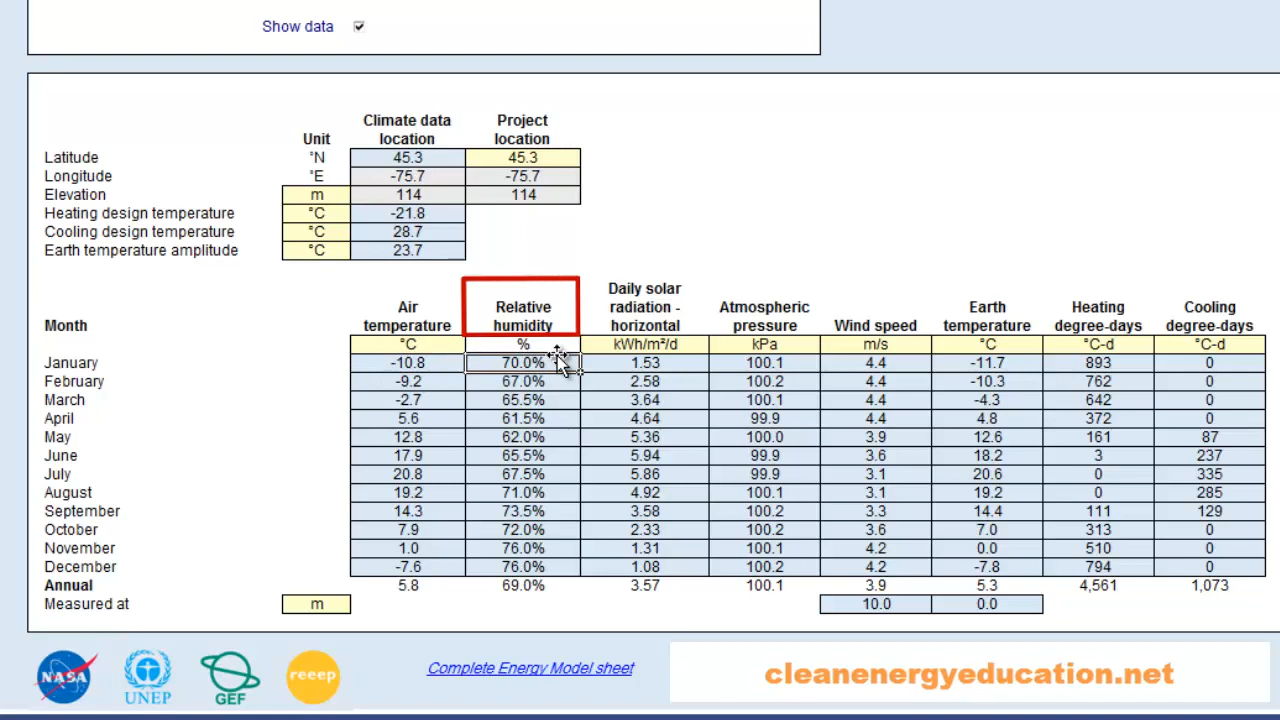 Show data
Climate data Project
Unit location location
Latitude °N 45.3 45.3
Longitude °E -75.7 -75.7
Elevation m 114 114
Heating design temperature °C -21.8
Cooling design temperature °C 28.7
Earth temperature amplitude °C 23.7
Daily solar
Air Relative radiation - Atmospheric Earth Heating Cooling
Month temperature humidity horizontal pressure Wind speed temperature degree-days degree-days
°C % kWh/m²/d kPa m/s °C °C-d °C-d
January -10.8 70.0% 1.53 100.1 4.4 -11.7 893 0
February -9.2 67.0% 2.58 100.2 4.4 -10.3 762 0
March -2.7 65.5% 3.64 100.1 4.4 -4.3 642 0
April 5.6 61.5% 4.64 99.9 4.4 4.8 372 0
May 12.8 62.0% 5.36 100.0 3.9 12.6 161 87
June 17.9 65.5% 5.94 99.9 3.6 18.2 3 237
July 20.8 67.5% 5.86 99.9 3.1 20.6 0 335
August 19.2 71.0% 4.92 100.1 3.1 19.2 0 285
September 14.3 73.5% 3.58 100.2 3.3 14.4 111 129
October 7.9 72.0% 2.33 100.2 3.6 7.0 313 0
November 1.0 76.0% 1.31 100.1 4.2 0.0 510 0
December -7.6 76.0% 1.08 100.2 4.2 -7.8 794 0
Annual 5.8 69.0% 3.57 100.1 3.9 5.3 4,561 1,073
Measured at m 10.0 0.0
NASA UNEP GEF reeep Complete Energy Model sheet cleanenergyeducation.net